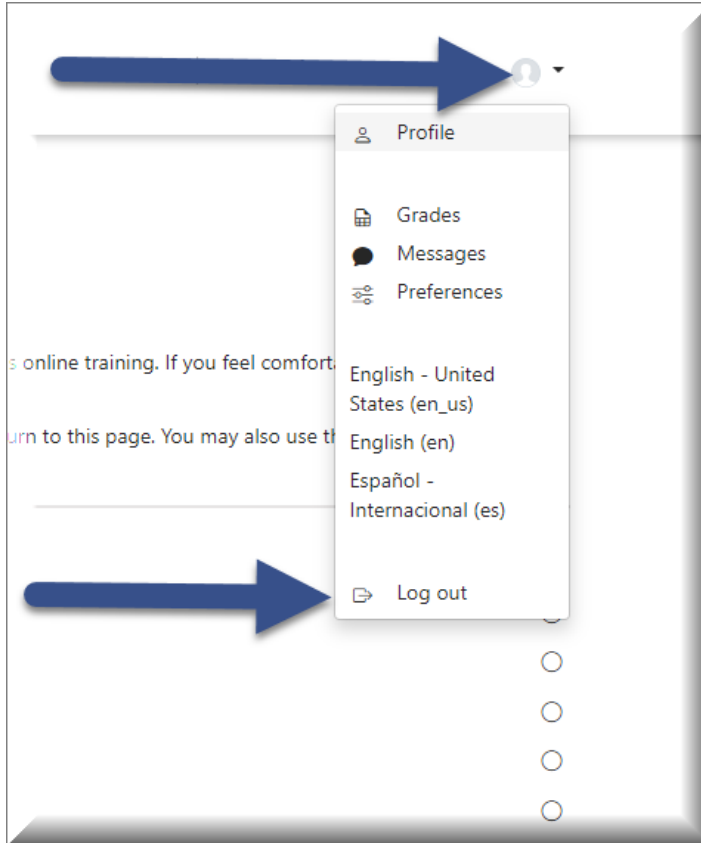 Profile
Grades
Messages
Preferences
s online training. If you feel comfort
English - United
States (en_us)
urn to this page. You may also use th
English (en)
Español -
Internacional (es)
Log out